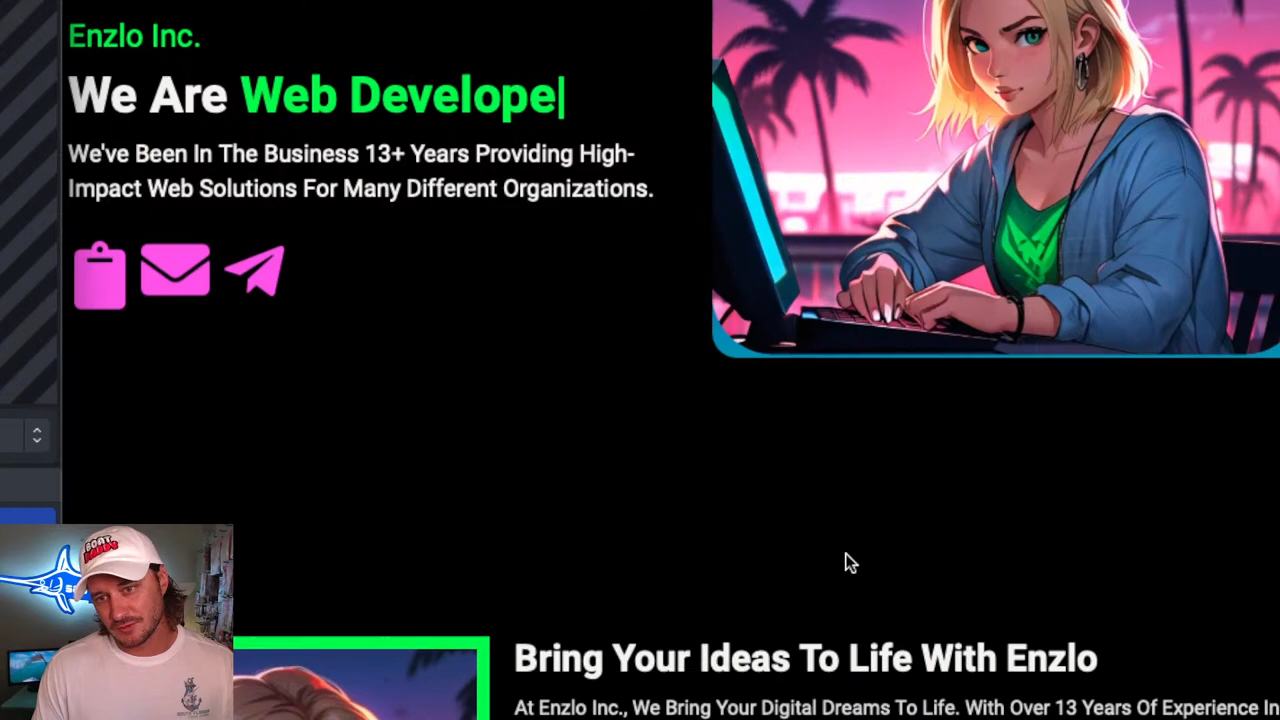 Enzlo Inc.
We Are Web Develope|
We've Been In The Business 13+ Years Providing High-
Impact Web Solutions For Many Different Organizations.
BOAT
Bring Your Ideas To Life With Enzlo
At Enzlo Inc., We Bring Your Digital Dreams To Life. With Over 13 Years Of Experience In